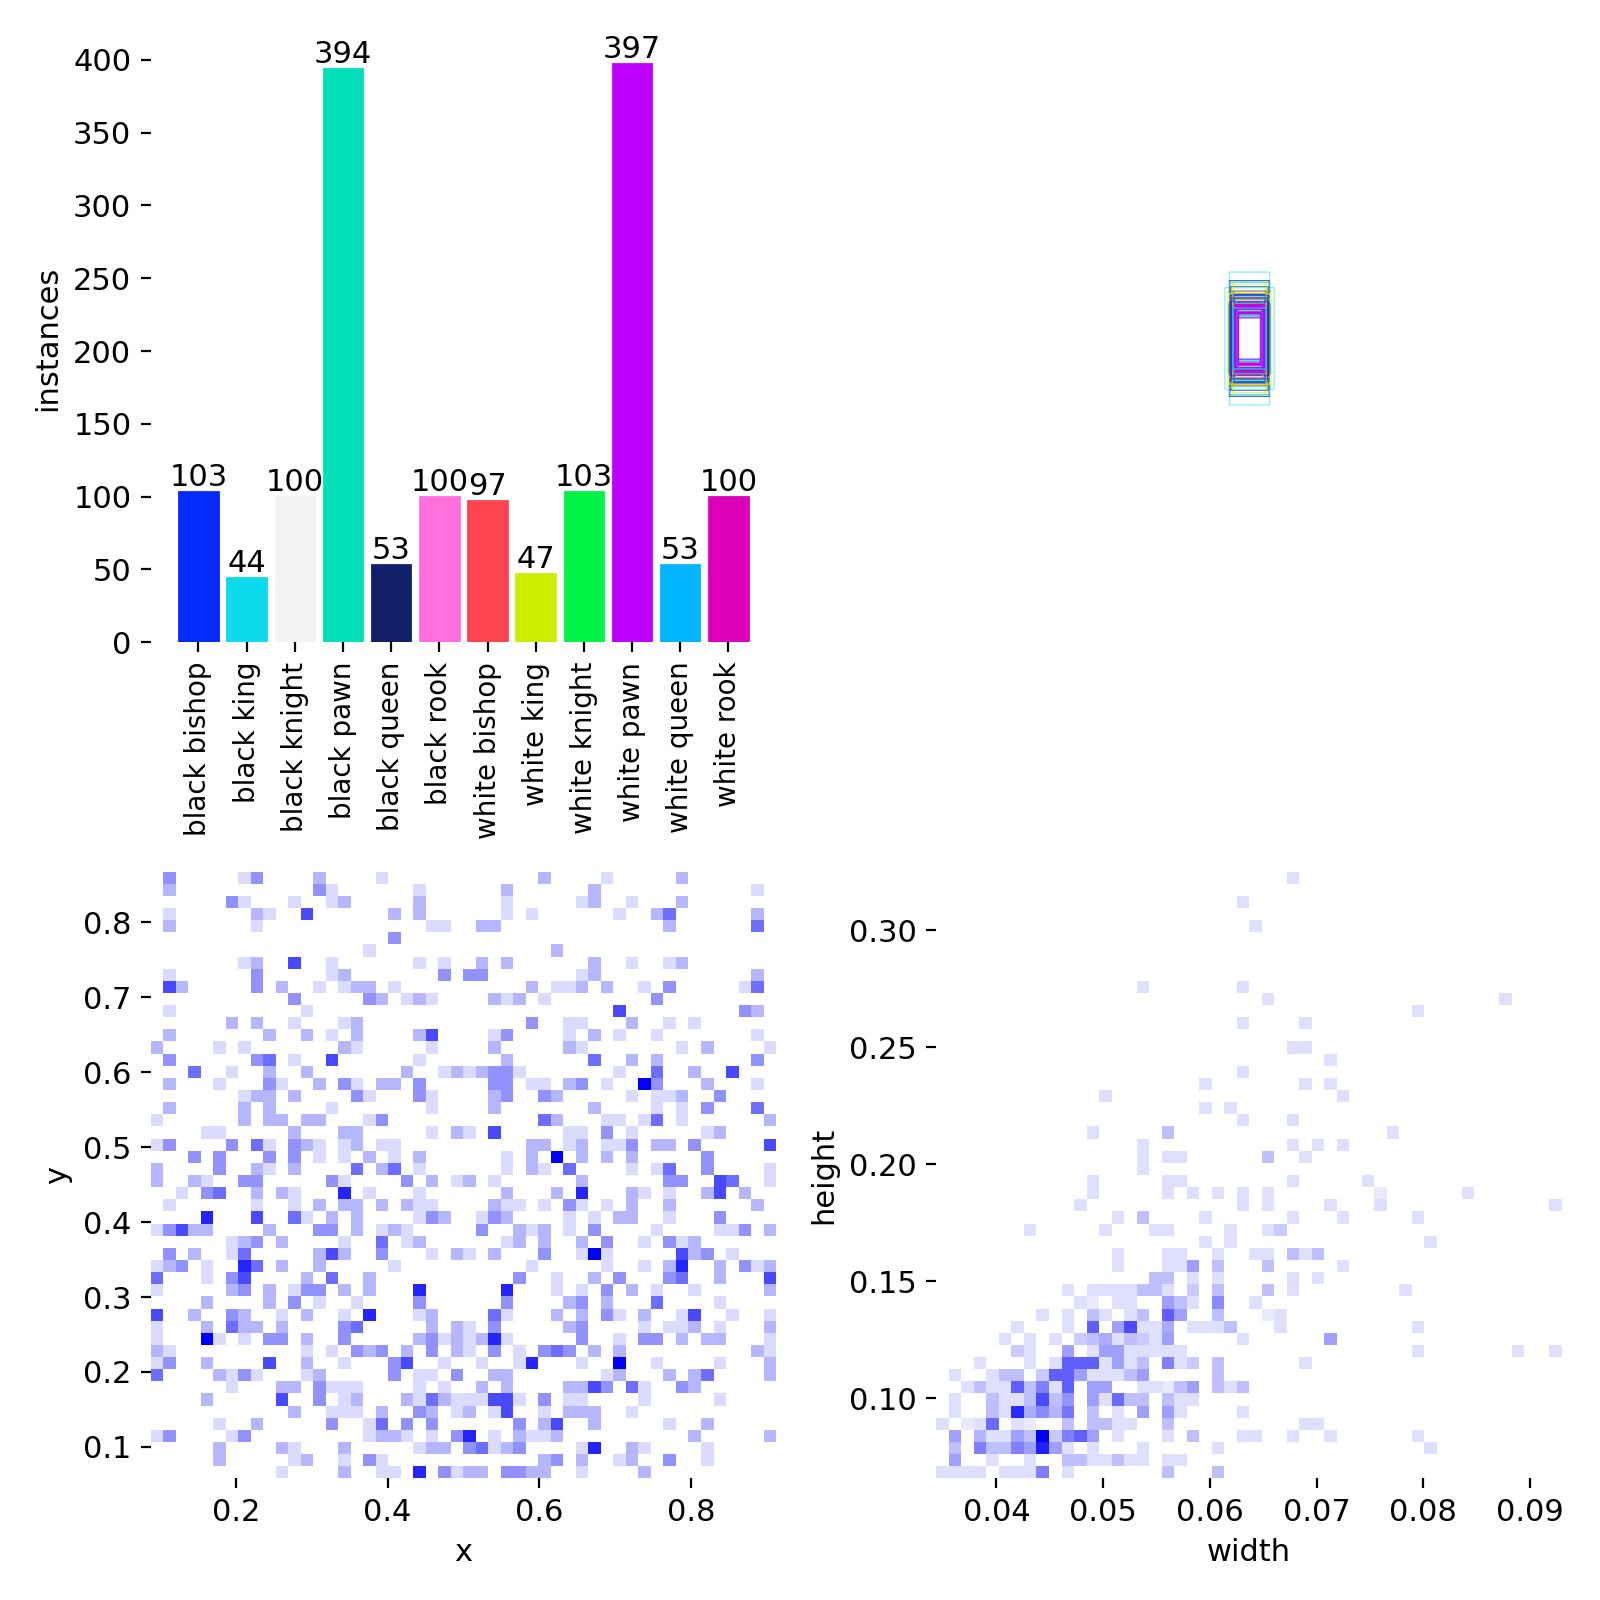 394
397
400
350
300
250
200
150
100
50
0
instances
103
44
100
53
100
97
47
103
53
100
black bishop
black king
black knight
black pawn
black queen
black rook
white bishop
white king
white knight
white pawn
white queen
white rook
0.8
0.7
0.6
0.5
0.4
0.3
0.2
0.1
y
0.2
0.4
0.6
0.8
x
0.30
0.25
0.20
0.15
0.10
height
0.04
0.05
0.06
0.07
0.08
0.09
width